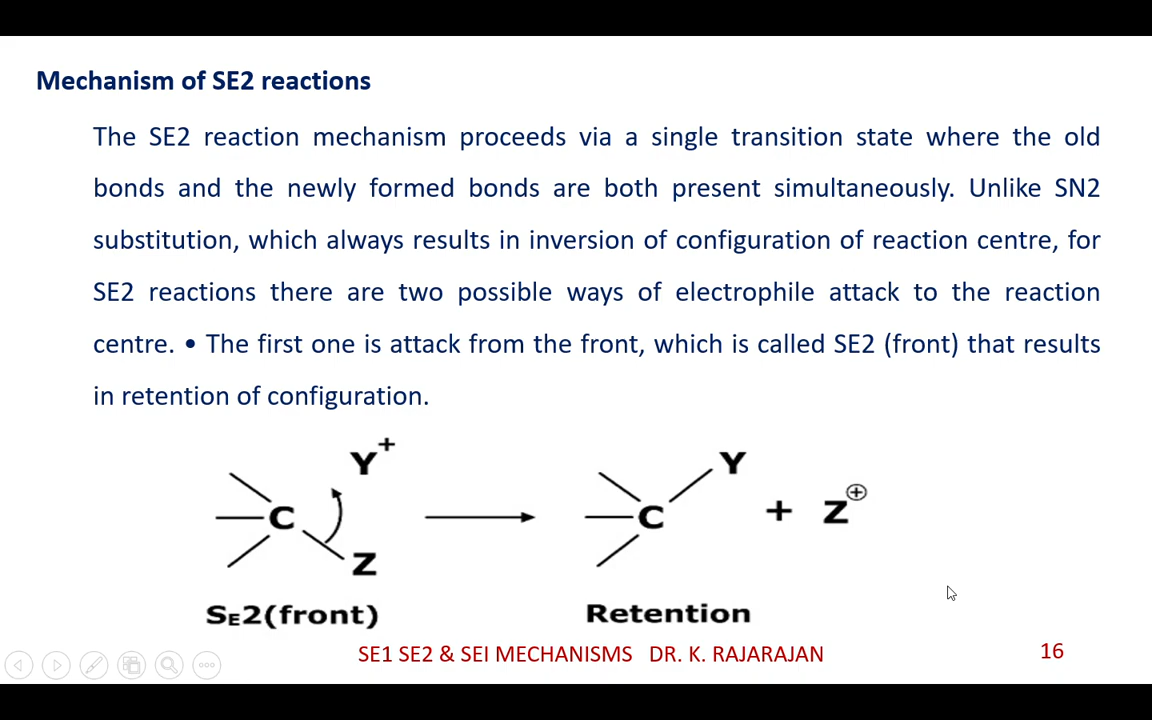 Mechanism of SE2 reactions
The SE2 reaction mechanism proceeds via a single transition state where the old
bonds and the newly formed bonds are both present simultaneously. Unlike SN2
substitution, which always results in inversion of configuration of reaction centre, for
SE2 reactions there are two possible ways of electrophile attack to the reaction
centre. • The first one is attack from the front, which is called SE2 (front) that results
in retention of configuration.
Y+ Y
C C + Z⊕
Z
SE2(front) Retention
SE1 SE2 & SEI MECHANISMS DR. K. RAJARAJAN 16